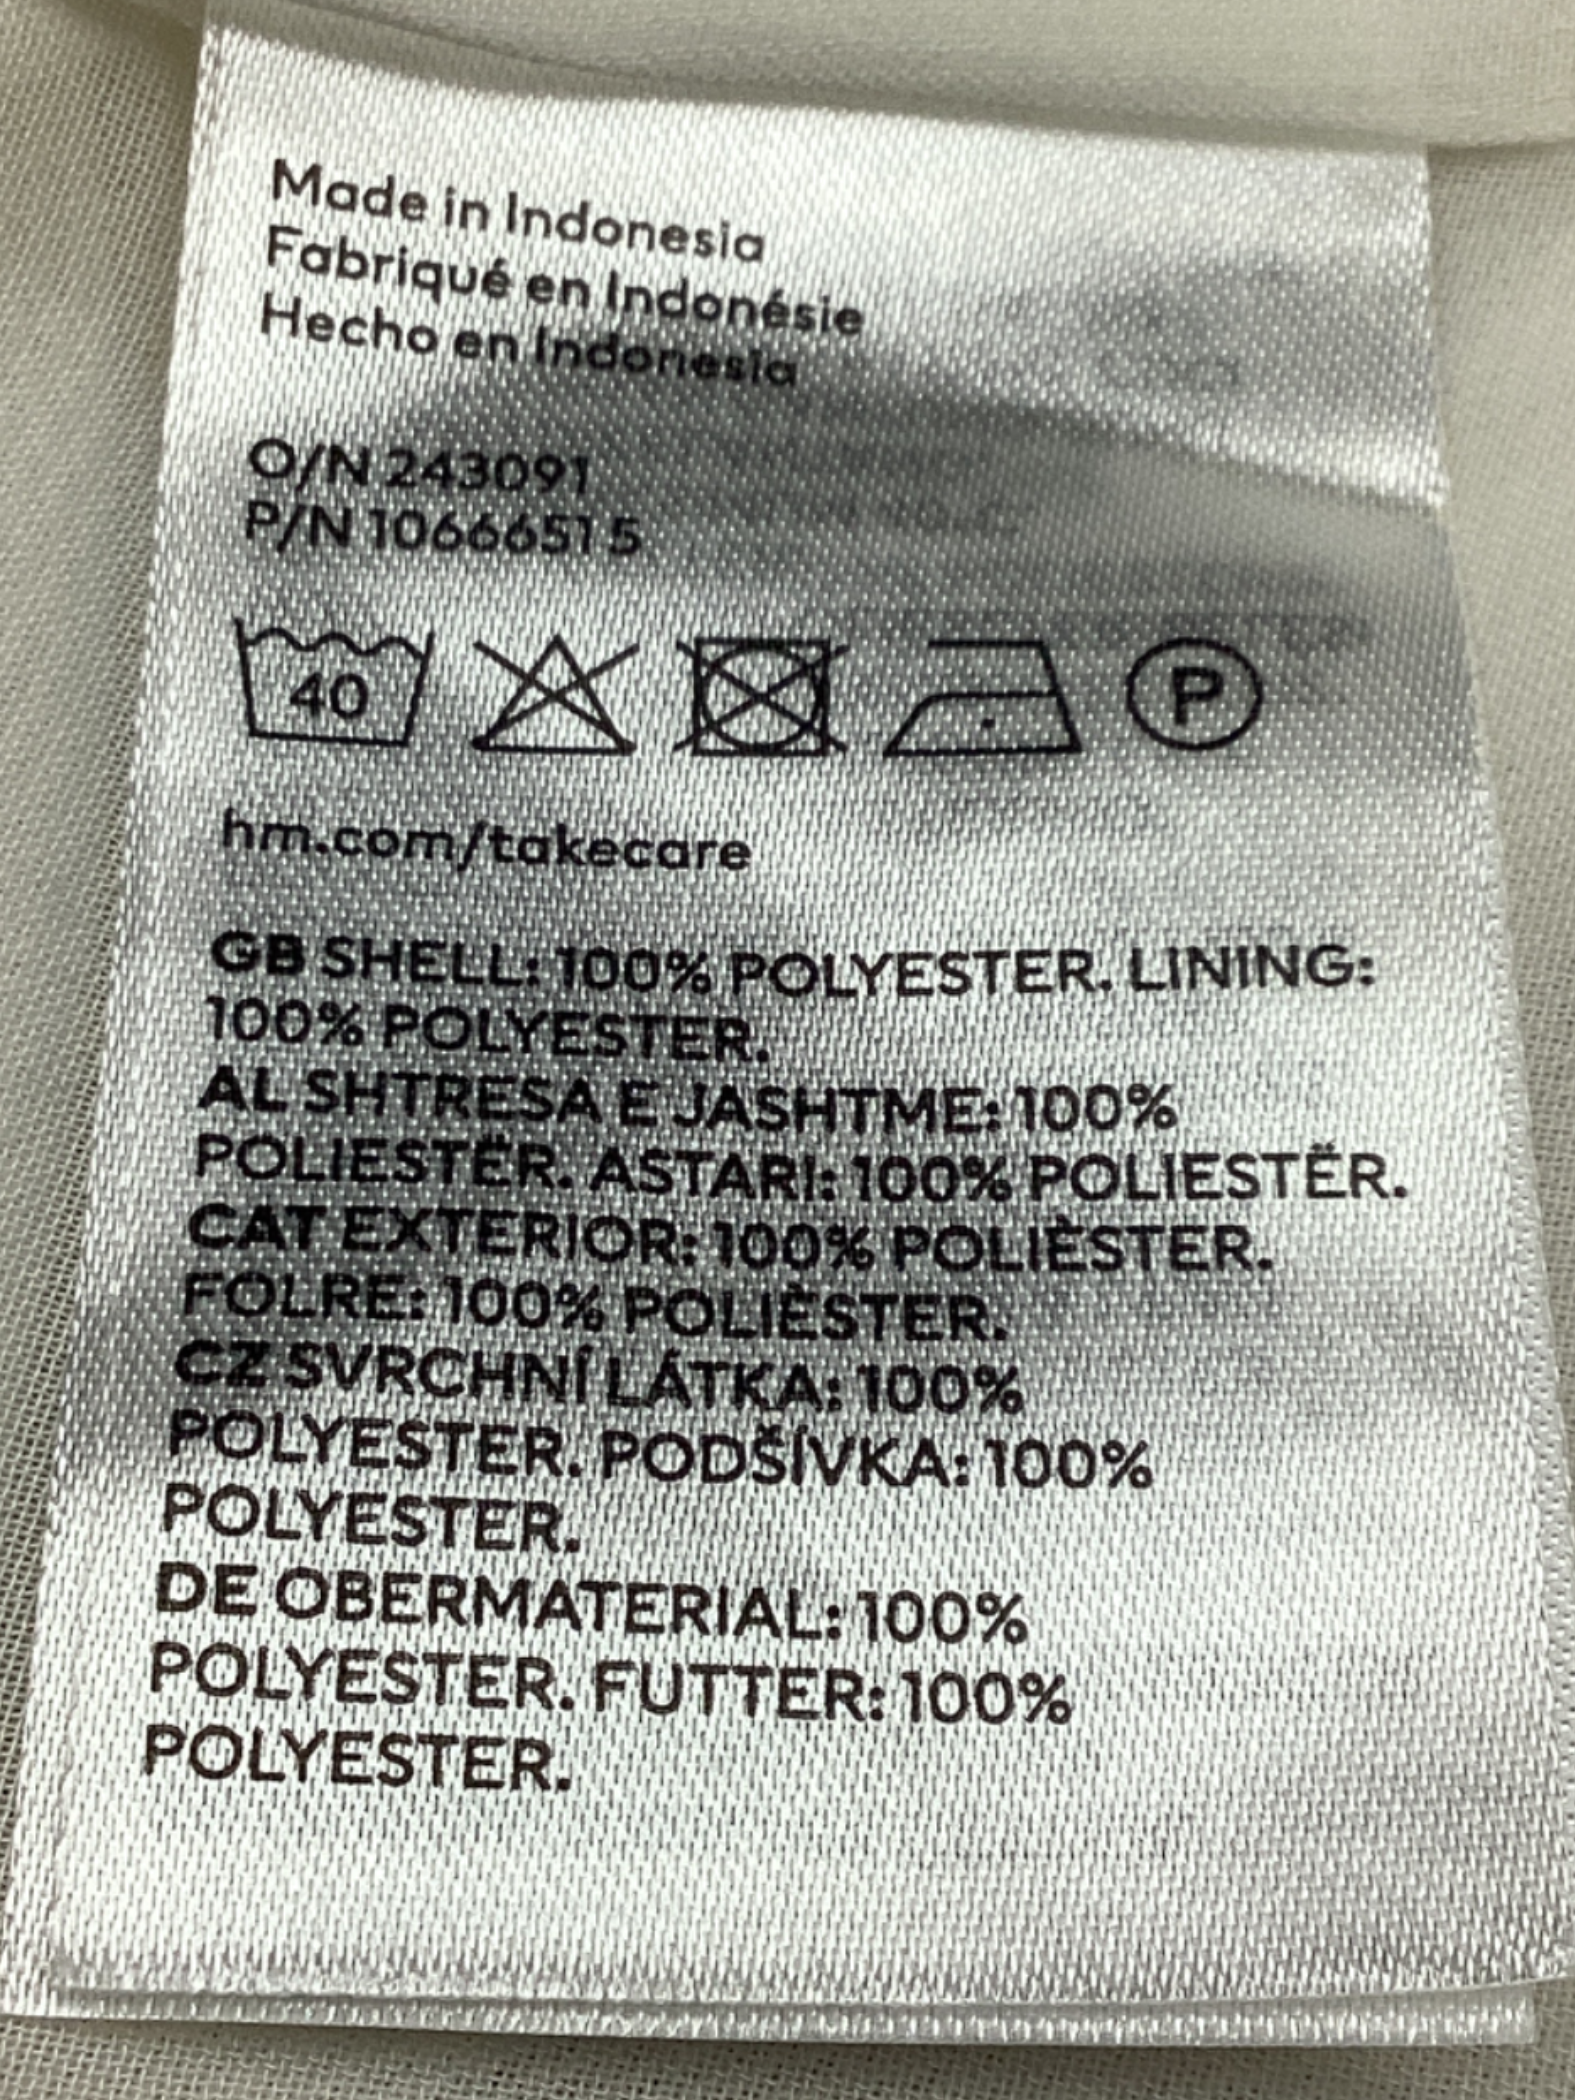 Made in Indonesia
Fabriqué en Indonésie
Hecho en Indonesia
O/N 243091
P/N 1066651 5
40
P
hm.com/takecare
GB SHELL: 100% POLYESTER. LINING:
100% POLYESTER.
AL SHTRESA E JASHTME: 100%
POLIESTËR. ASTARI: 100% POLIESTËR.
CAT EXTERIOR: 100% POLIÈSTER.
FOLRE: 100% POLIÈSTER.
CZ SVRCHNÍ LÁTKA: 100%
POLYESTER. PODŠÍVKA: 100%
POLYESTER.
DE OBERMATERIAL: 100%
POLYESTER. FUTTER: 100%
POLYESTER.